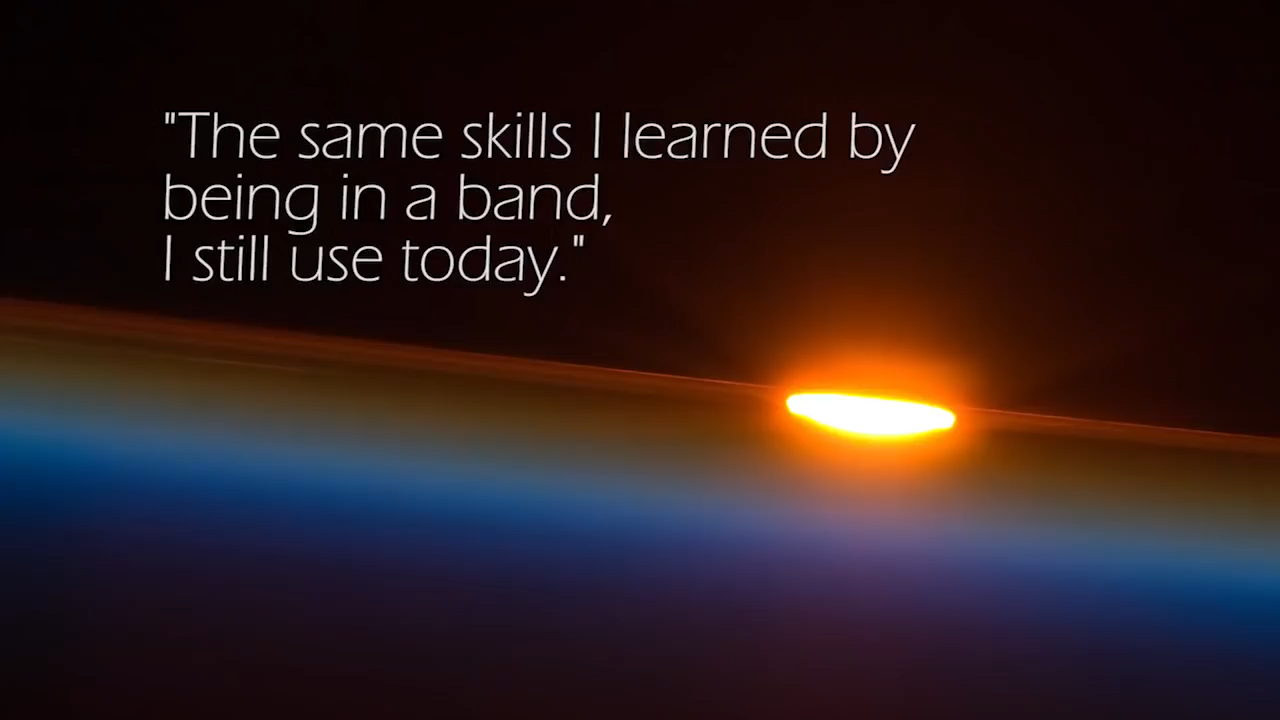 "The same skills I learned by
being in a band,
I still use today."